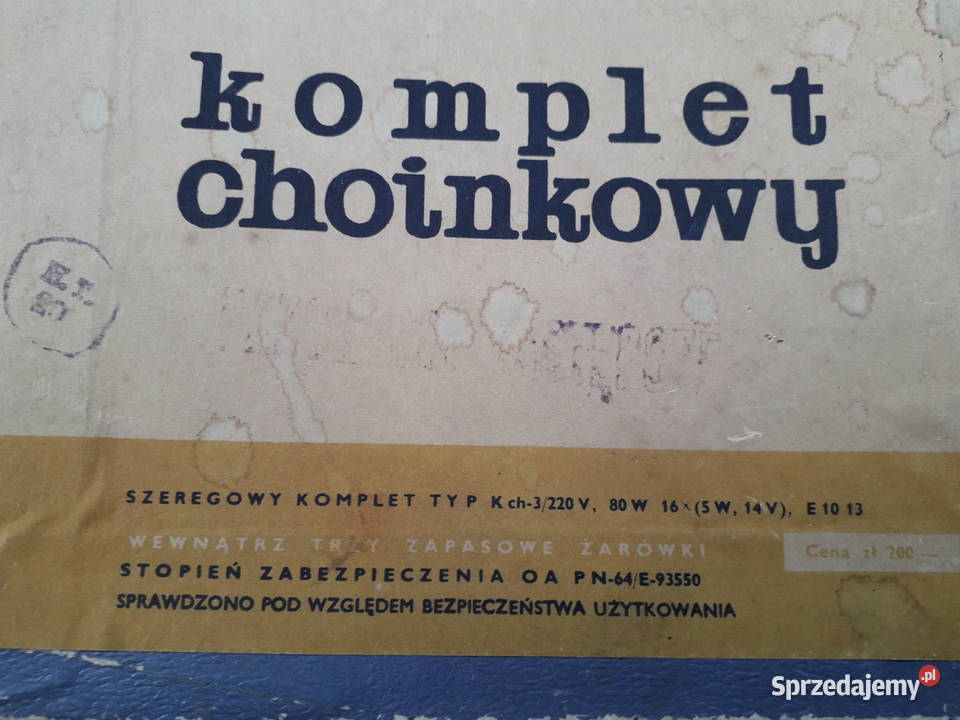 komplet
choinkowy
SZEREGOWY KOMPLET TYP Kch-3/220 V, 80 W 16×(5 W, 14 V), E 10 13
WEWNĄTRZ TRZY ZAPASOWE ŻARÓWKI
Cena zł 200,—
STOPIEŃ ZABEZPIECZENIA OA PN-64/E-93550
SPRAWDZONO POD WZGLĘDEM BEZPIECZEŃSTWA UŻYTKOWANIA
Sprzedajemy.pl